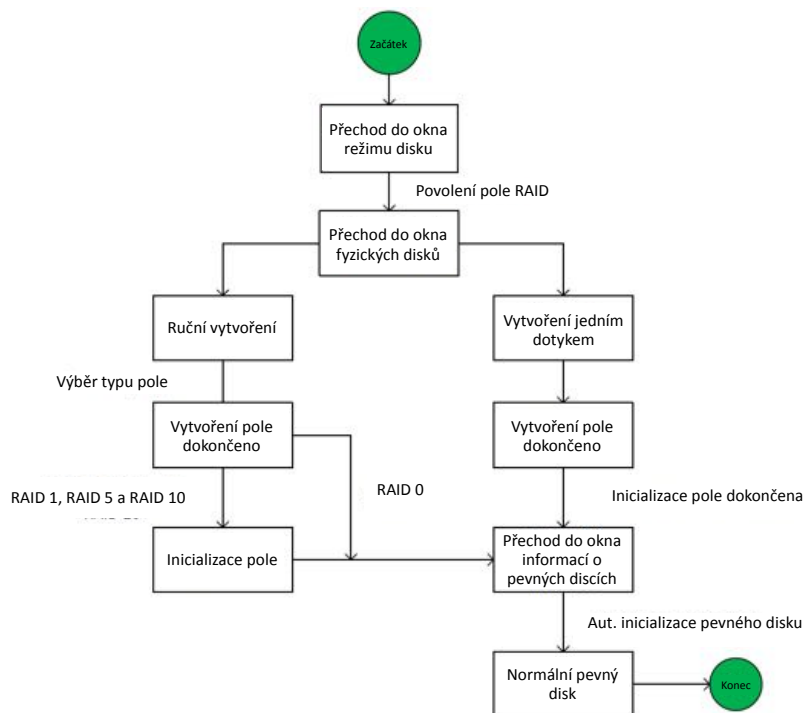 Začátek
Přechod do okna
režimu disku
Povolení pole RAID
Přechod do okna
fyzických disků
Ruční vytvoření
Vytvoření jedním
dotykem
Výběr typu pole
Vytvoření pole
dokončeno
Vytvoření pole
dokončeno
RAID 1, RAID 5 a RAID 10
RAID 0
Inicializace pole dokončena
Inicializace pole
Přechod do okna
informací o
pevných discích
Aut. inicializace pevného disku
Normální pevný
disk
Konec